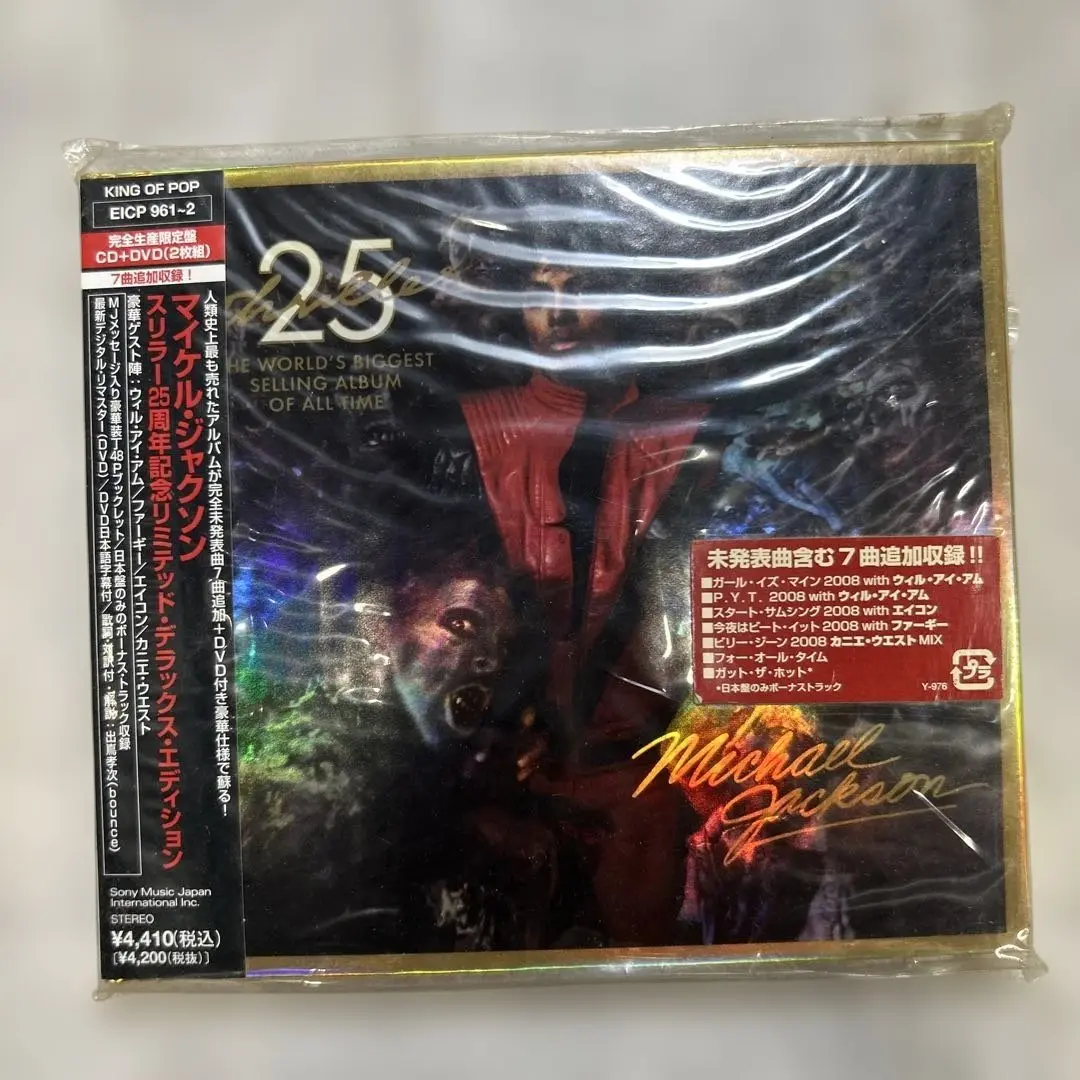 KING OF POP
EICP 961~2
完全生産限定盤
CD+DVD(2枚組)
7曲追加収録!
人類史上最も売れたアルバムが完全未発表曲7曲追加+DVD付き豪華仕様で蘇る!
マイケル・ジャクソン
スリラー25周年記念リミテッド・デラックス・エディション
豪華ゲスト陣:ウィル・アイ・アム/ファーギー/エイコン/カニエ・ウエスト
MJメッセージ入り豪華装丁48Pブックレット/日本盤のみのボーナス・トラック収録
最新デジタル・リマスター(DVD)/DVD日本語字幕付/歌詞・対訳付・解説:出嶌孝次(bounce)
Sony Music Japan
International Inc.
STEREO
¥4,410(税込)
[¥4,200(税抜)]
25
Thriller
HE WORLD'S BIGGEST
SELLING ALBUM
OF ALL TIME
未発表曲含む7曲追加収録!!
■ガール・イズ・マイン 2008 with ウィル・アイ・アム
■P.Y.T. 2008 with ウィル・アイ・アム
■スタート・サムシング 2008 with エイコン
■今夜はビート・イット 2008 with ファーギー
■ビリー・ジーン 2008 カニエ・ウエスト MIX
■フォー・オール・タイム
■ガット・ザ・ホット*
*日本盤のみボーナストラック
Y-976
プラ
Michael
Jackson